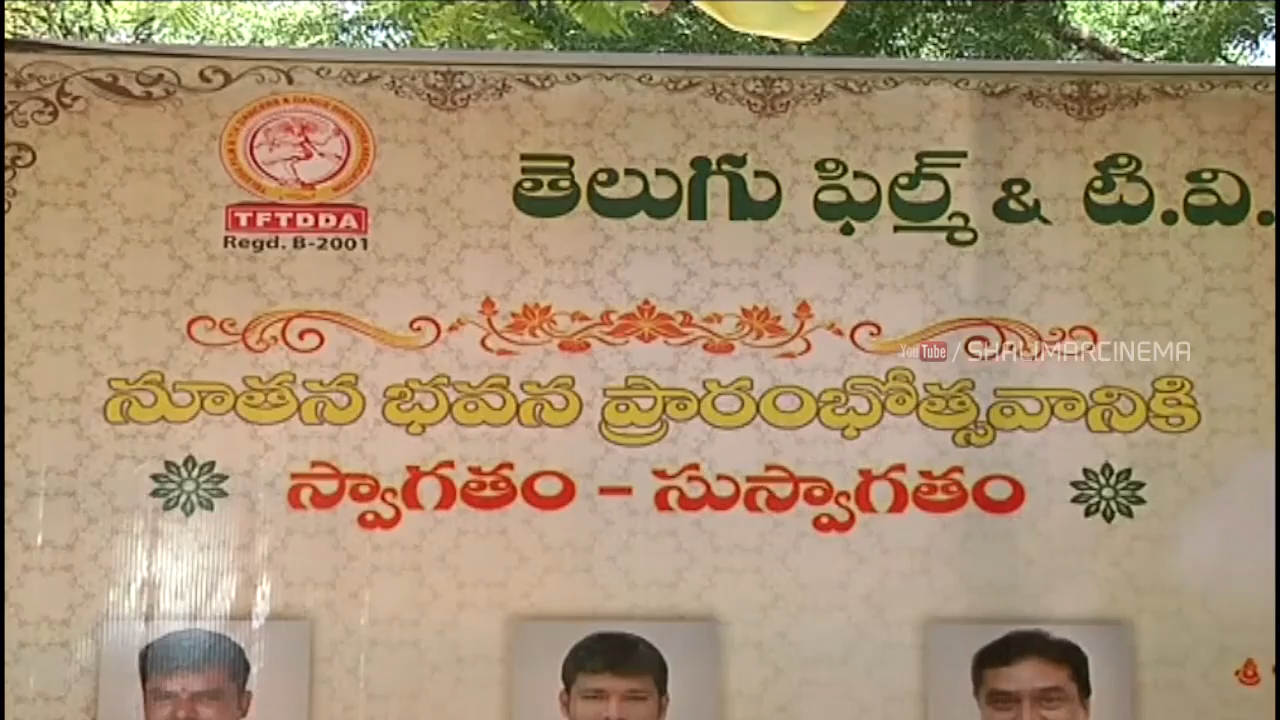 TFTDDA
Regd. B-2001
తెలుగు ఫిల్మ్ & టి.వి.
YouTube / SHALIMARCINEMA
నూతన భవన ప్రారంభోత్సవానికి
స్వాగతం - సుస్వాగతం